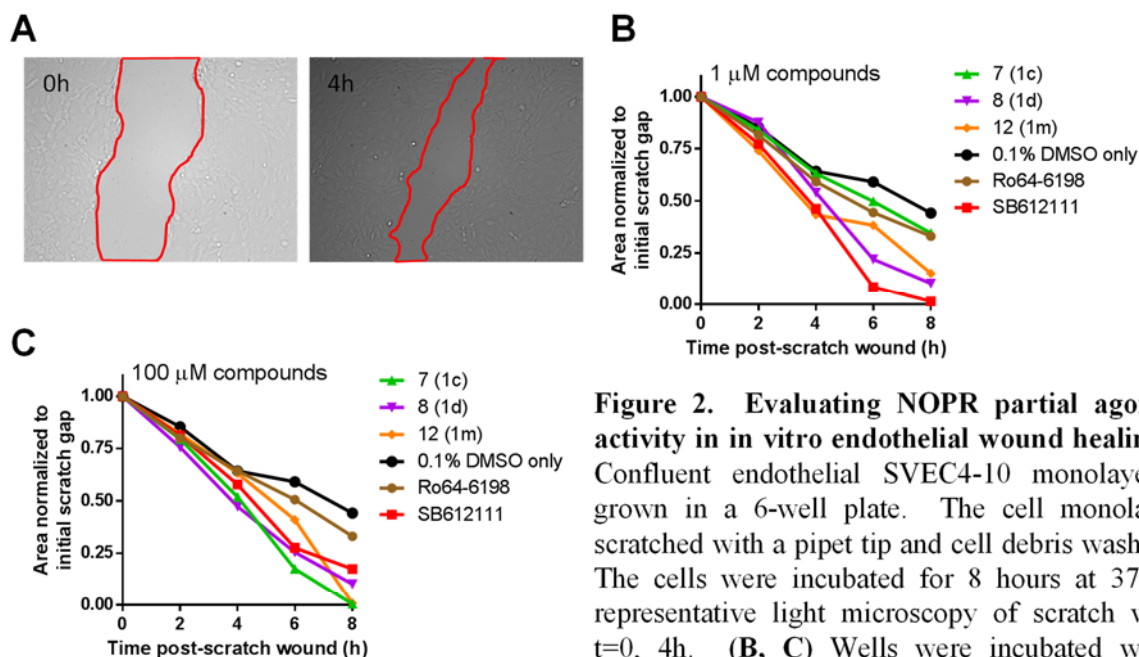 A
0h
4h
B
1 μM compounds
Area normalized to
initial scratch gap
1.00
0.75
0.50
0.25
0.00
0
2
4
6
8
Time post-scratch wound (h)
7 (1c)
8 (1d)
12 (1m)
0.1% DMSO only
Ro64-6198
SB612111
C
100 μM compounds
Area normalized to
initial scratch gap
1.00
0.75
0.50
0.25
0.00
0
2
4
6
8
Time post-scratch wound (h)
7 (1c)
8 (1d)
12 (1m)
0.1% DMSO only
Ro64-6198
SB612111
Figure 2. Evaluating NOPR partial ago
activity in in vitro endothelial wound healin
Confluent endothelial SVEC4-10 monolaye
grown in a 6-well plate. The cell monola
scratched with a pipet tip and cell debris wash
The cells were incubated for 8 hours at 37
representative light microscopy of scratch w
t=0, 4h. (B, C) Wells were incubated w